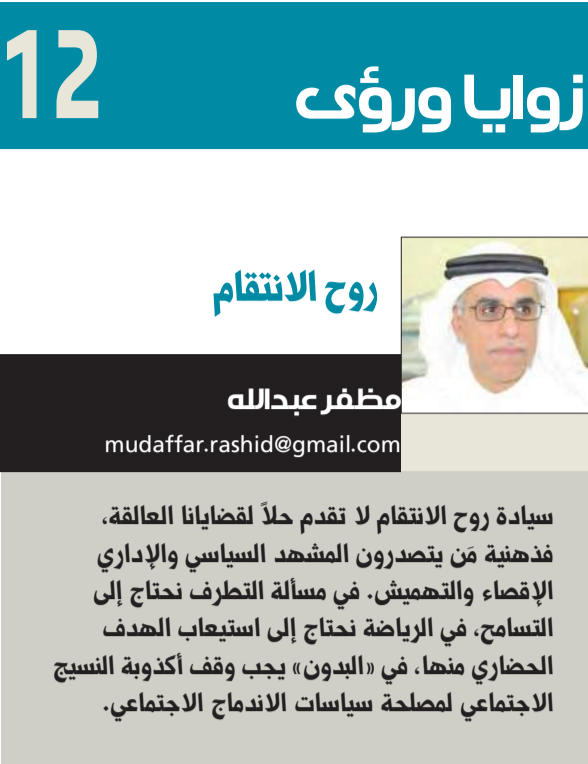 زوايا ورؤى
12
روح الانتقام
مظفر عبدالله
mudaffar.rashid@gmail.com
سيادة روح الانتقام لا تقدم حلاً لقضايانا العالقة،
فذهنية مَن يتصدرون المشهد السياسي والإداري
الإقصاء والتهميش. في مسألة التطرف نحتاج إلى
التسامح، في الرياضة نحتاج إلى استيعاب الهدف
الحضاري منها، في «البدون» يجب وقف أكذوبة النسيج
الاجتماعي لمصلحة سياسات الاندماج الاجتماعي.